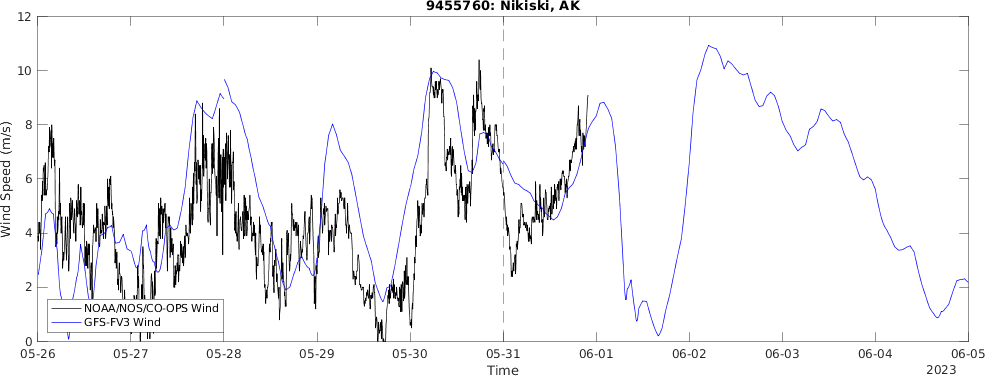 9455760: Nikiski, AK
12
10
8
6
4
2
0
Wind Speed (m/s)
NOAA/NOS/CO-OPS Wind
GFS-FV3 Wind
05-26 05-27 05-28 05-29 05-30 05-31 06-01 06-02 06-03 06-04 06-05
Time
2023